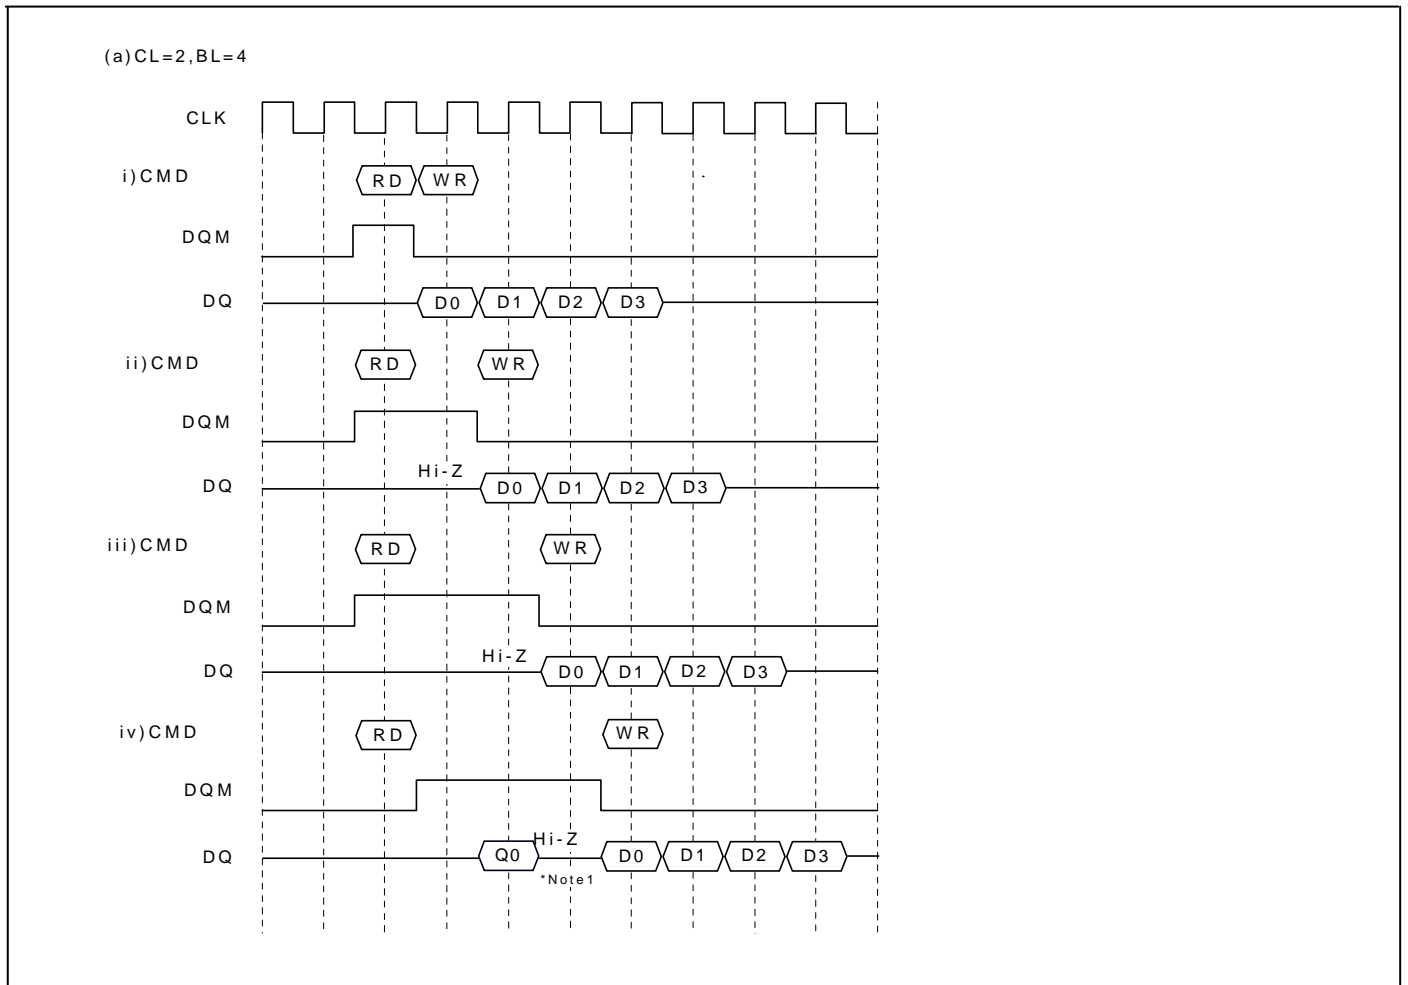 (a)CL=2,BL=4
CLK
i)CMD RD WR
DQM
DQ D0 D1 D2 D3
ii)CMD RD WR
DQM
Hi-Z
DQ D0 D1 D2 D3
iii)CMD RD WR
DQM
Hi-Z
DQ D0 D1 D2 D3
iv)CMD RD WR
DQM
Hi-Z
DQ Q0 D0 D1 D2 D3
*Note1